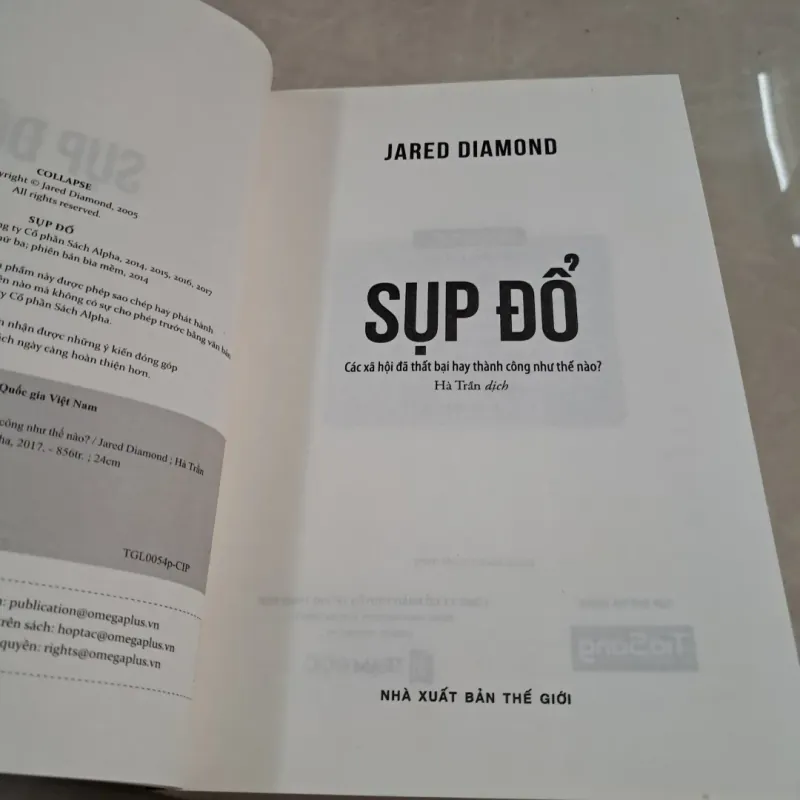 COLLAPSE
© Jared Diamond, 2005
All rights reserved.
SỤP ĐỔ
ty Cổ phần Sách Alpha, 2014, 2015, 2016, 2017
ba; phiên bản bìa mềm, 2014
phẩm này được phép sao chép hay phát hành
nào mà không có sự cho phép trước bằng văn bản
Cổ phần Sách Alpha.
nhận được những ý kiến đóng góp
ngày càng hoàn thiện hơn.
Quốc gia Việt Nam
công như thế nào? / Jared Diamond ; Hà Trần
2017. - 856tr. ; 24cm
TGL0054p-CIP
publication@omegaplus.vn
trên sách: hoptac@omegaplus.vn
quyền: rights@omegaplus.vn
JARED DIAMOND
SỤP ĐỔ
Các xã hội đã thất bại hay thành công như thế nào?
Hà Trần dịch
NHÀ XUẤT BẢN THẾ GIỚI